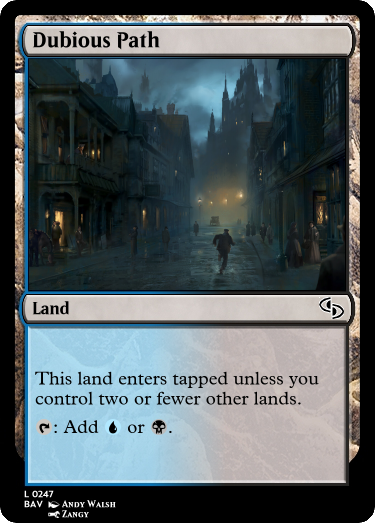 Dubious Path
Land
This land enters tapped unless you
control two or fewer other lands.
: Add or .
L 0247
BAV Andy Walsh
Zangy